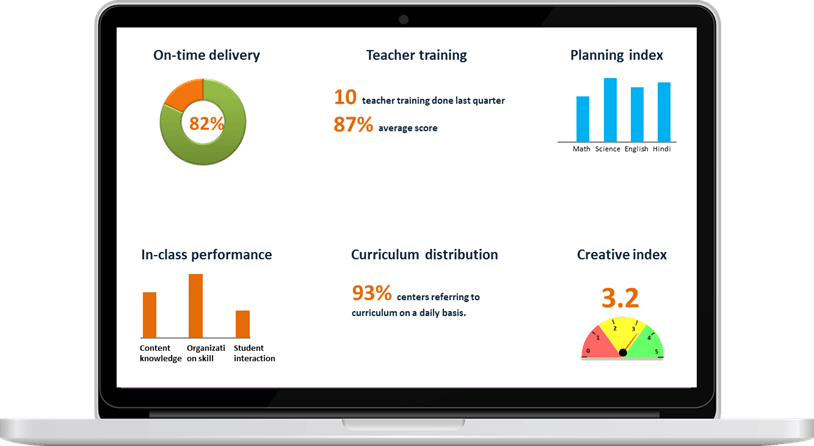 On-time delivery
82%
Teacher training
10 teacher training done last quarter
87% average score
Planning index
Math Science English Hindi
In-class performance
Content Organizati Student
knowledge on skill interaction
Curriculum distribution
93% centers referring to
curriculum on a daily basis.
Creative index
3.2
0 1 2 3 4 5